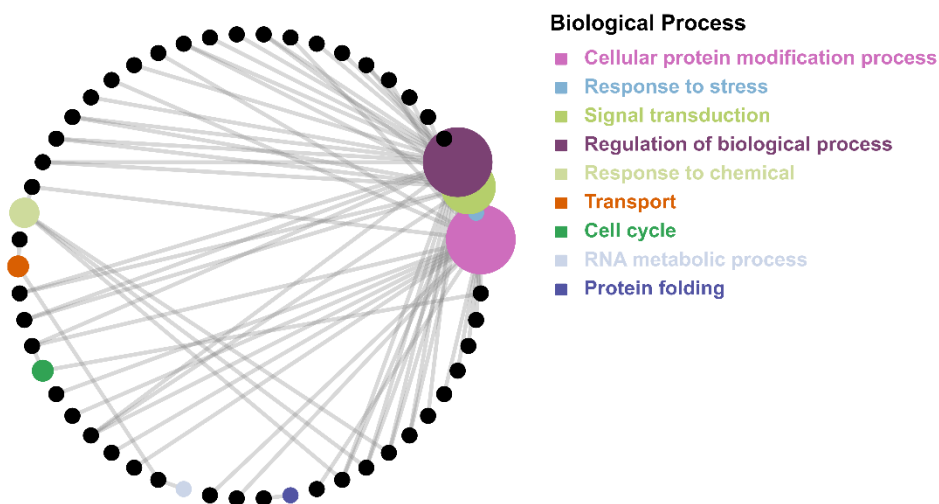 Biological Process
Cellular protein modification process
Response to stress
Signal transduction
Regulation of biological process
Response to chemical
Transport
Cell cycle
RNA metabolic process
Protein folding